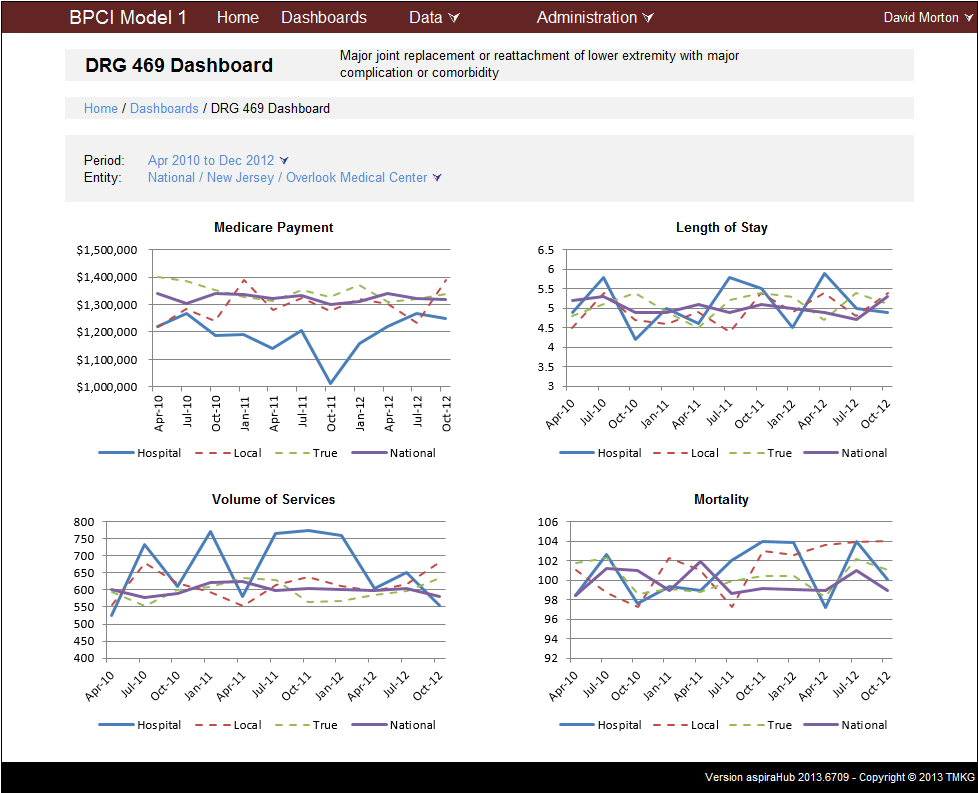 BPCI Model 1 Home Dashboards Data Administration David Morton
DRG 469 Dashboard
Major joint replacement or reattachment of lower extremity with major
complication or comorbidity
Home / Dashboards / DRG 469 Dashboard
Period: Apr 2010 to Dec 2012
Entity: National / New Jersey / Overlook Medical Center
Medicare Payment
$1,500,000
$1,400,000
$1,300,000
$1,200,000
$1,100,000
$1,000,000
Apr-10 Jul-10 Oct-10 Jan-11 Apr-11 Jul-11 Oct-11 Jan-12 Apr-12 Jul-12 Oct-12
Hospital Local True National
Length of Stay
6.5
6
5.5
5
4.5
4
3.5
3
Apr-10 Jul-10 Oct-10 Jan-11 Apr-11 Jul-11 Oct-11 Jan-12 Apr-12 Jul-12 Oct-12
Hospital Local True National
Volume of Services
800
750
700
650
600
550
500
450
400
Apr-10 Jul-10 Oct-10 Jan-11 Apr-11 Jul-11 Oct-11 Jan-12 Apr-12 Jul-12 Oct-12
Hospital Local True National
Mortality
106
104
102
100
98
96
94
92
Apr-10 Jul-10 Oct-10 Jan-11 Apr-11 Jul-11 Oct-11 Jan-12 Apr-12 Jul-12 Oct-12
Hospital Local True National
Version aspiraHub 2013.6709 - Copyright © 2013 TMKG